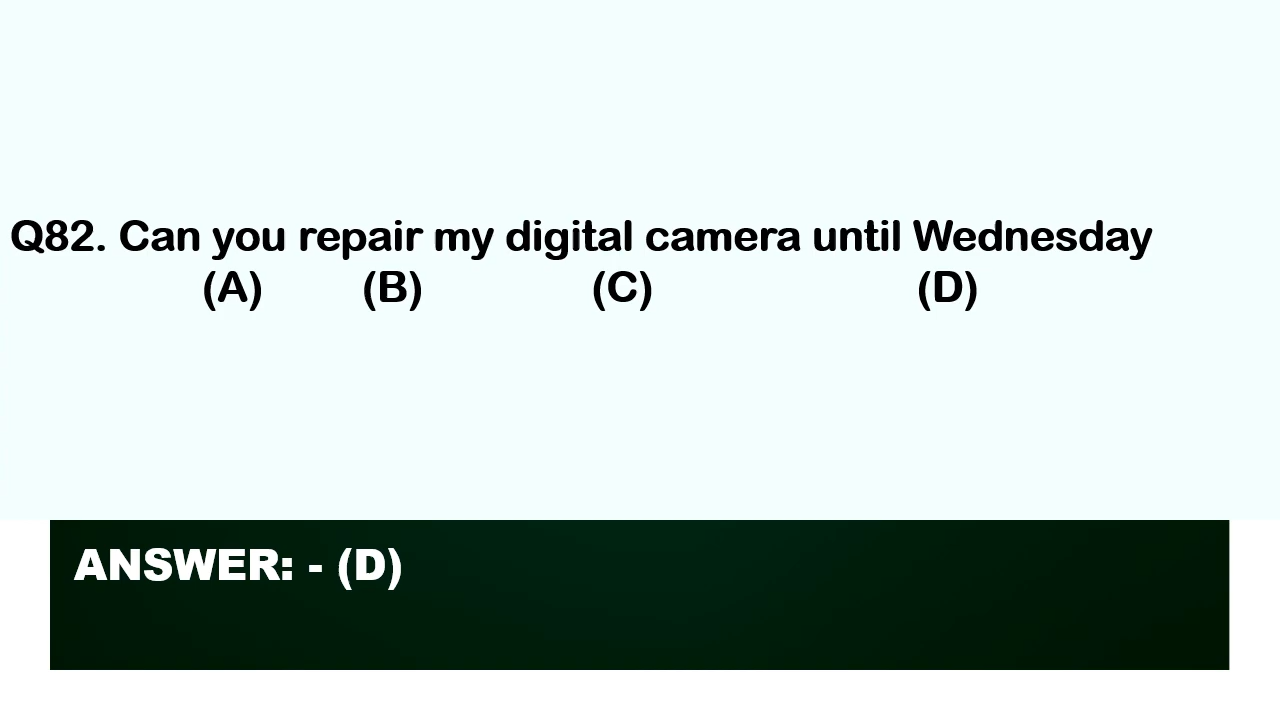 Q82. Can you repair my digital camera until Wednesday
(A) (B) (C) (D)
ANSWER: - (D)